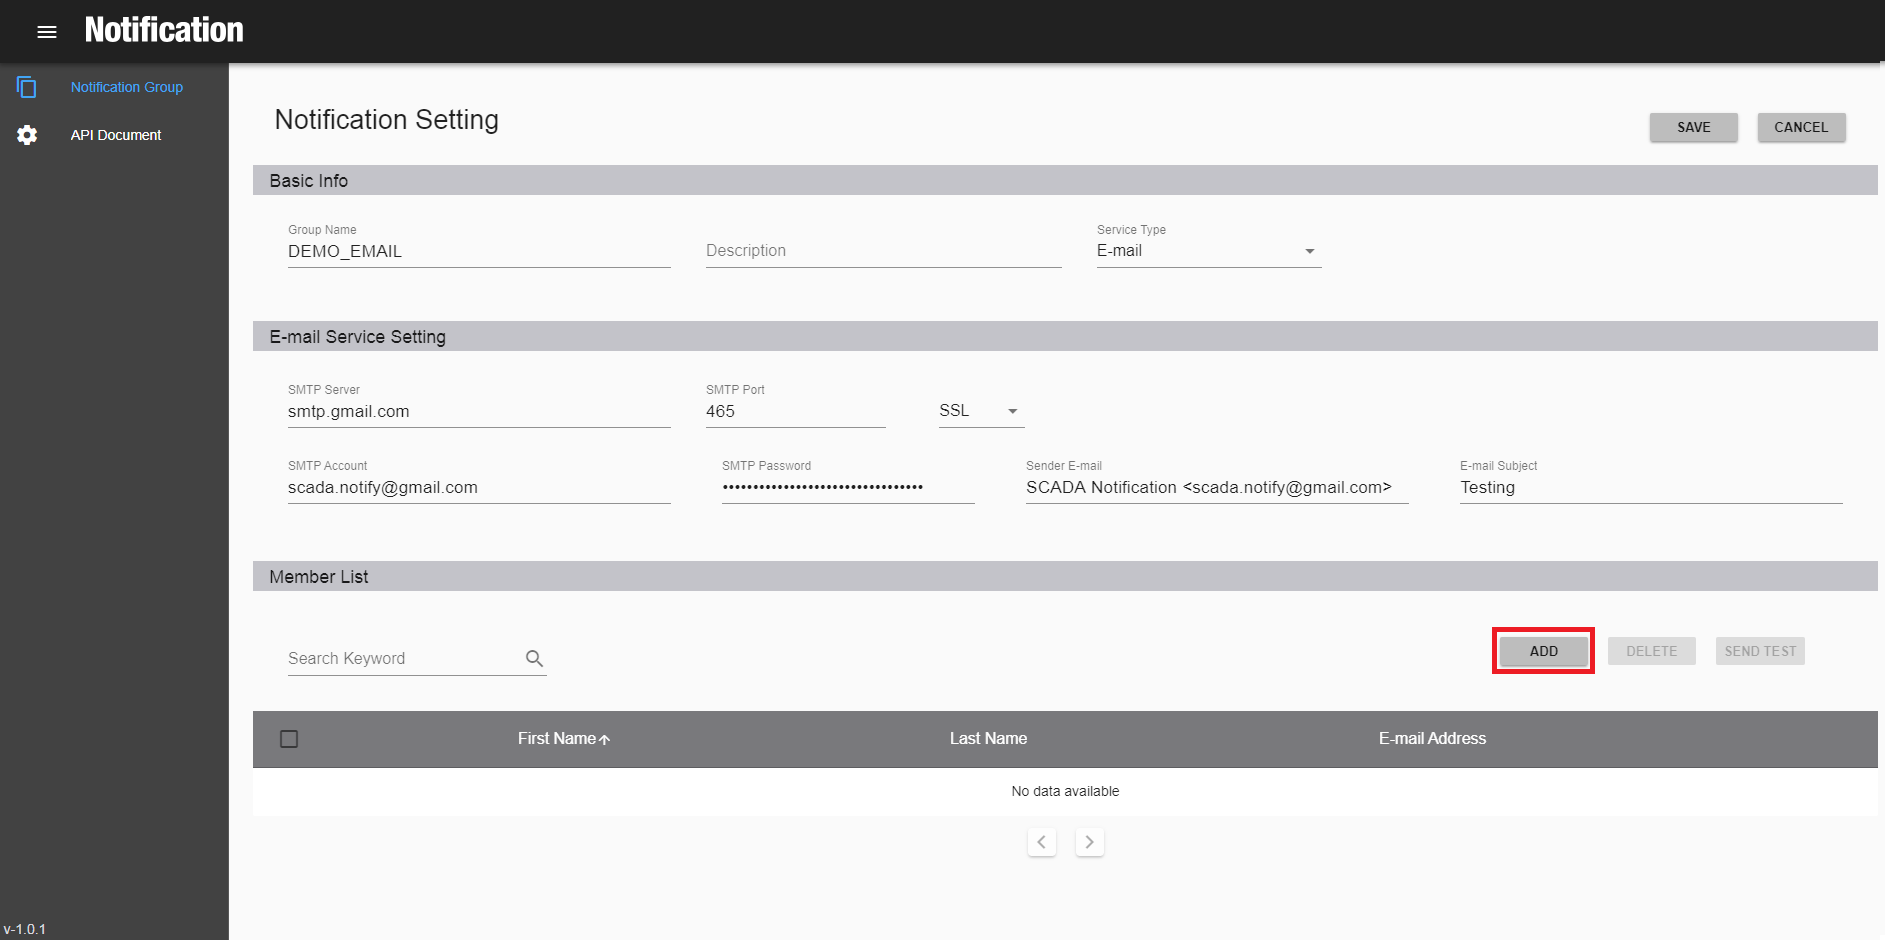 Notification
Notification Group
API Document
Notification Setting
SAVE
CANCEL
Basic Info
Group Name
DEMO_EMAIL
Description
Service Type
E-mail
E-mail Service Setting
SMTP Server
smtp.gmail.com
SMTP Port
465
SSL
SMTP Account
scada.notify@gmail.com
SMTP Password
•••••••••••••••••••••••••••••••••
Sender E-mail
SCADA Notification <scada.notify@gmail.com>
E-mail Subject
Testing
Member List
Search Keyword
ADD
DELETE
SEND TEST
First Name
Last Name
E-mail Address
No data available
v-1.0.1